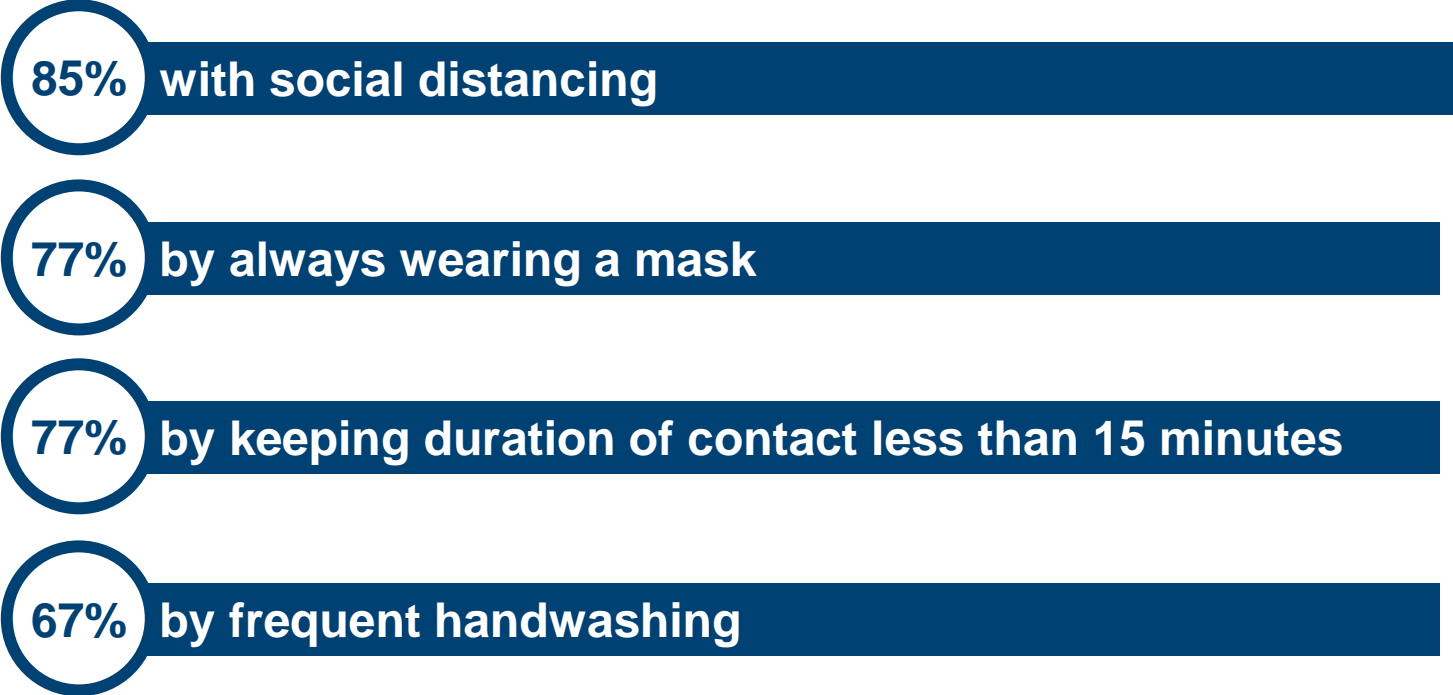 85% with social distancing
77% by always wearing a mask
77% by keeping duration of contact less than 15 minutes
67% by frequent handwashing